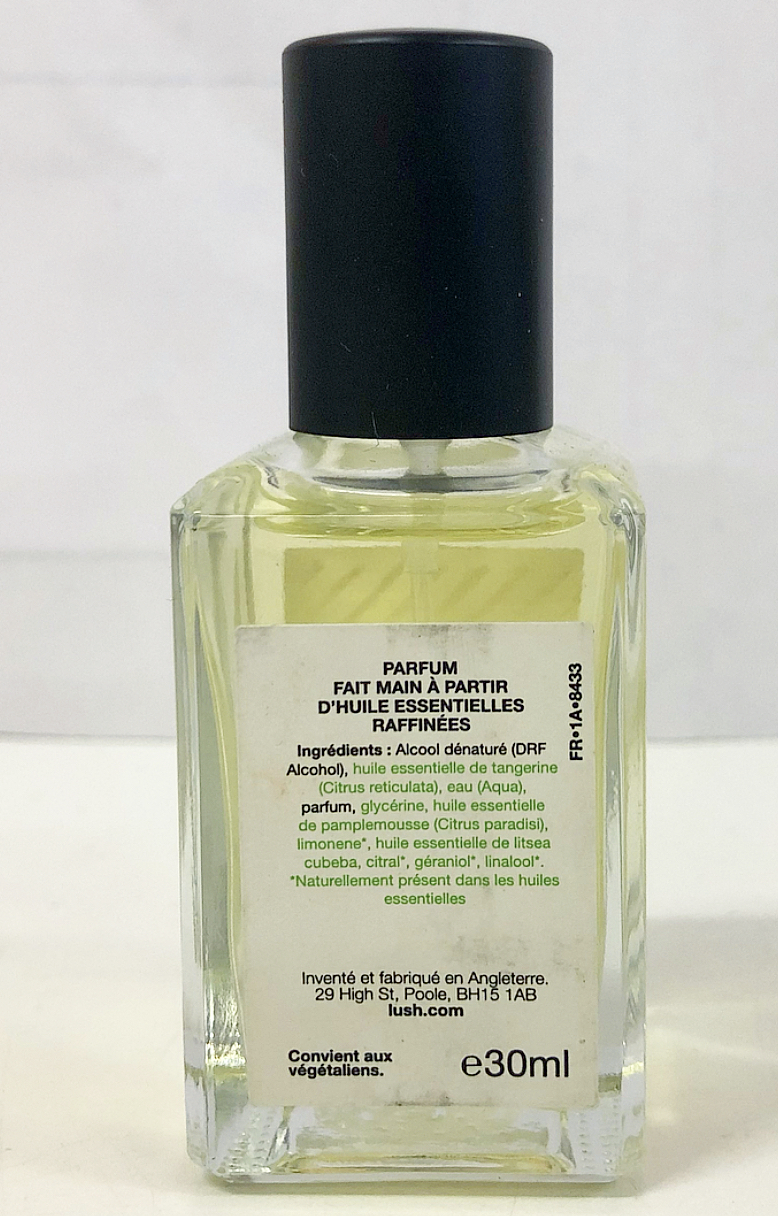 PARFUM
FAIT MAIN À PARTIR
D'HUILE ESSENTIELLES
RAFFINÉES
FR•1A•8433
Ingrédients : Alcool dénaturé (DRF
Alcohol), huile essentielle de tangerine
(Citrus reticulata), eau (Aqua),
parfum, glycérine, huile essentielle
de pamplemousse (Citrus paradisi),
limonene*, huile essentielle de litsea
cubeba, citral*, géraniol*, linalool*.
*Naturellement présent dans les huiles
essentielles
Inventé et fabriqué en Angleterre.
29 High St, Poole, BH15 1AB
lush.com
Convient aux
végétaliens.
e30ml